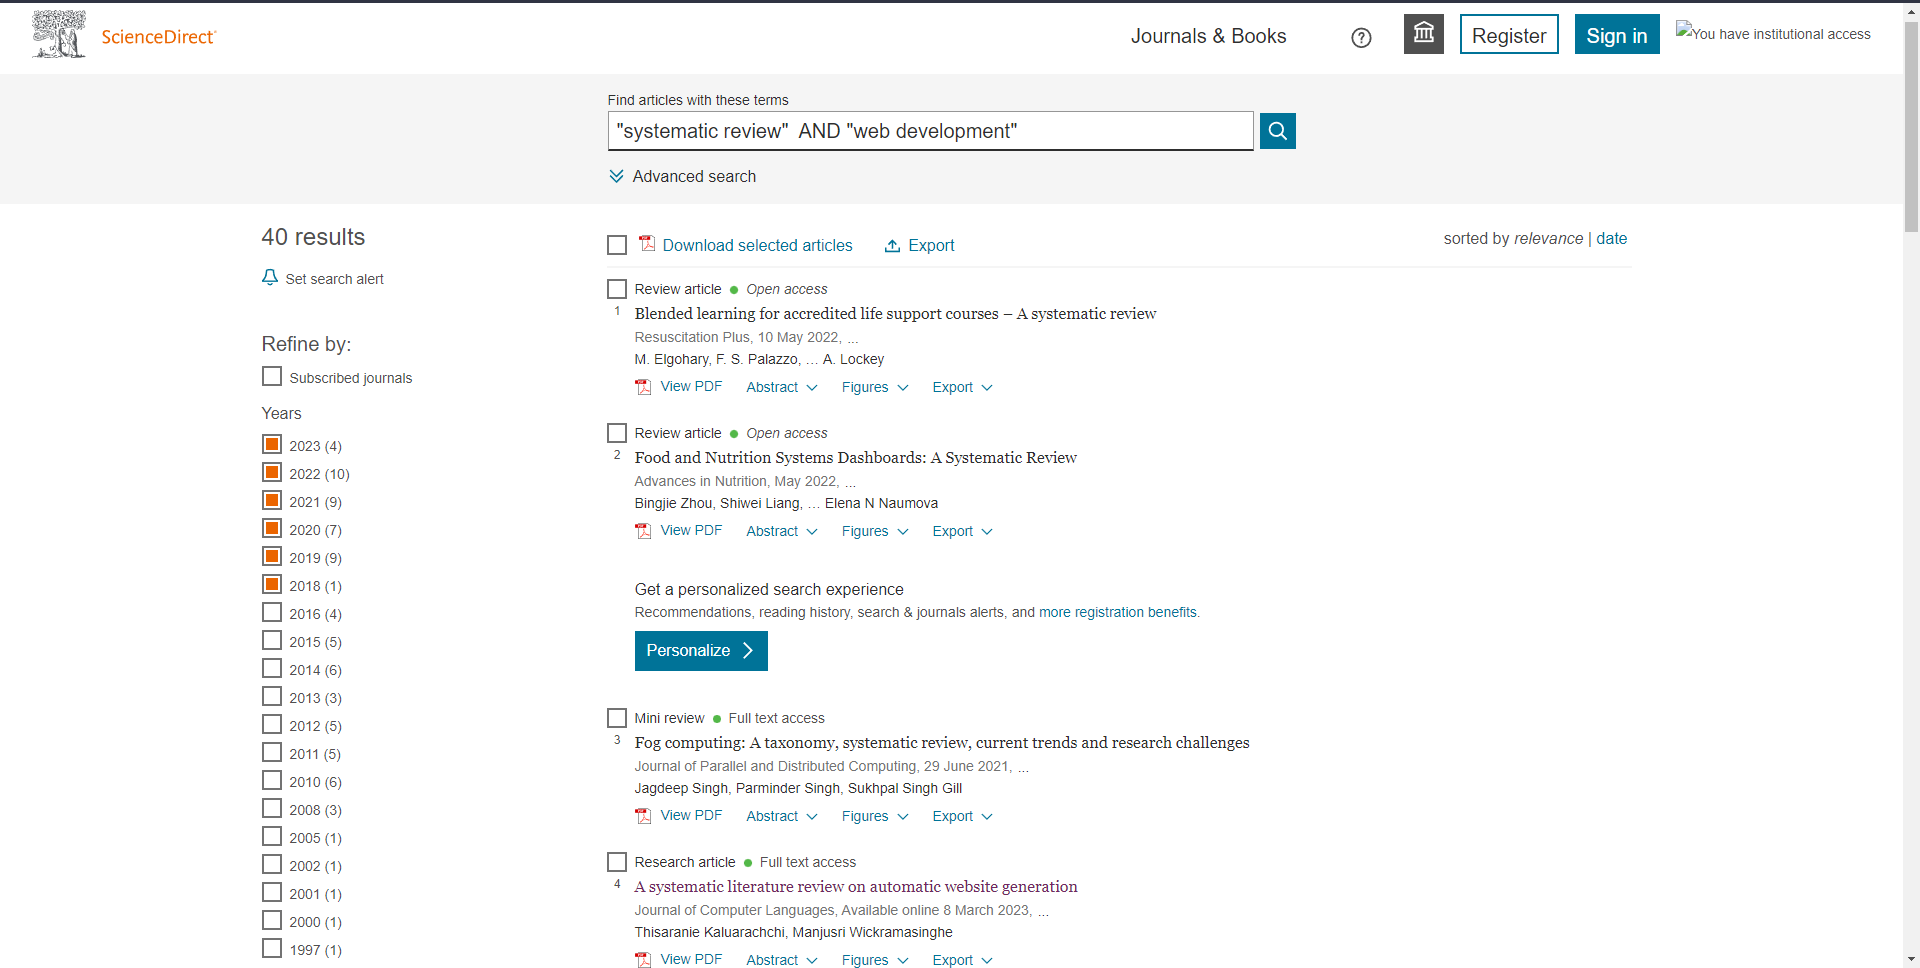 ScienceDirect
Journals & Books
?
Register
Sign in
You have institutional access
Find articles with these terms
"systematic review"  AND "web development"
Advanced search
40 results
Set search alert
Refine by:
Subscribed journals
Years
2023 (4)
2022 (10)
2021 (9)
2020 (7)
2019 (9)
2018 (1)
2016 (4)
2015 (5)
2014 (6)
2013 (3)
2012 (5)
2011 (5)
2010 (6)
2008 (3)
2005 (1)
2002 (1)
2001 (1)
2000 (1)
1997 (1)
Download selected articles Export
sorted by relevance | date
Review article Open access
1 Blended learning for accredited life support courses – A systematic review
Resuscitation Plus, 10 May 2022, ...
M. Elgohary, F. S. Palazzo, … A. Lockey
View PDF Abstract Figures Export
Review article Open access
2 Food and Nutrition Systems Dashboards: A Systematic Review
Advances in Nutrition, May 2022, ...
Bingjie Zhou, Shiwei Liang, … Elena N Naumova
View PDF Abstract Figures Export
Get a personalized search experience
Recommendations, reading history, search & journals alerts, and more registration benefits.
Personalize
Mini review Full text access
3 Fog computing: A taxonomy, systematic review, current trends and research challenges
Journal of Parallel and Distributed Computing, 29 June 2021, ...
Jagdeep Singh, Parminder Singh, Sukhpal Singh Gill
View PDF Abstract Figures Export
Research article Full text access
4 A systematic literature review on automatic website generation
Journal of Computer Languages, Available online 8 March 2023, ...
Thisaranie Kaluarachchi, Manjusri Wickramasinghe
View PDF Abstract Figures Export